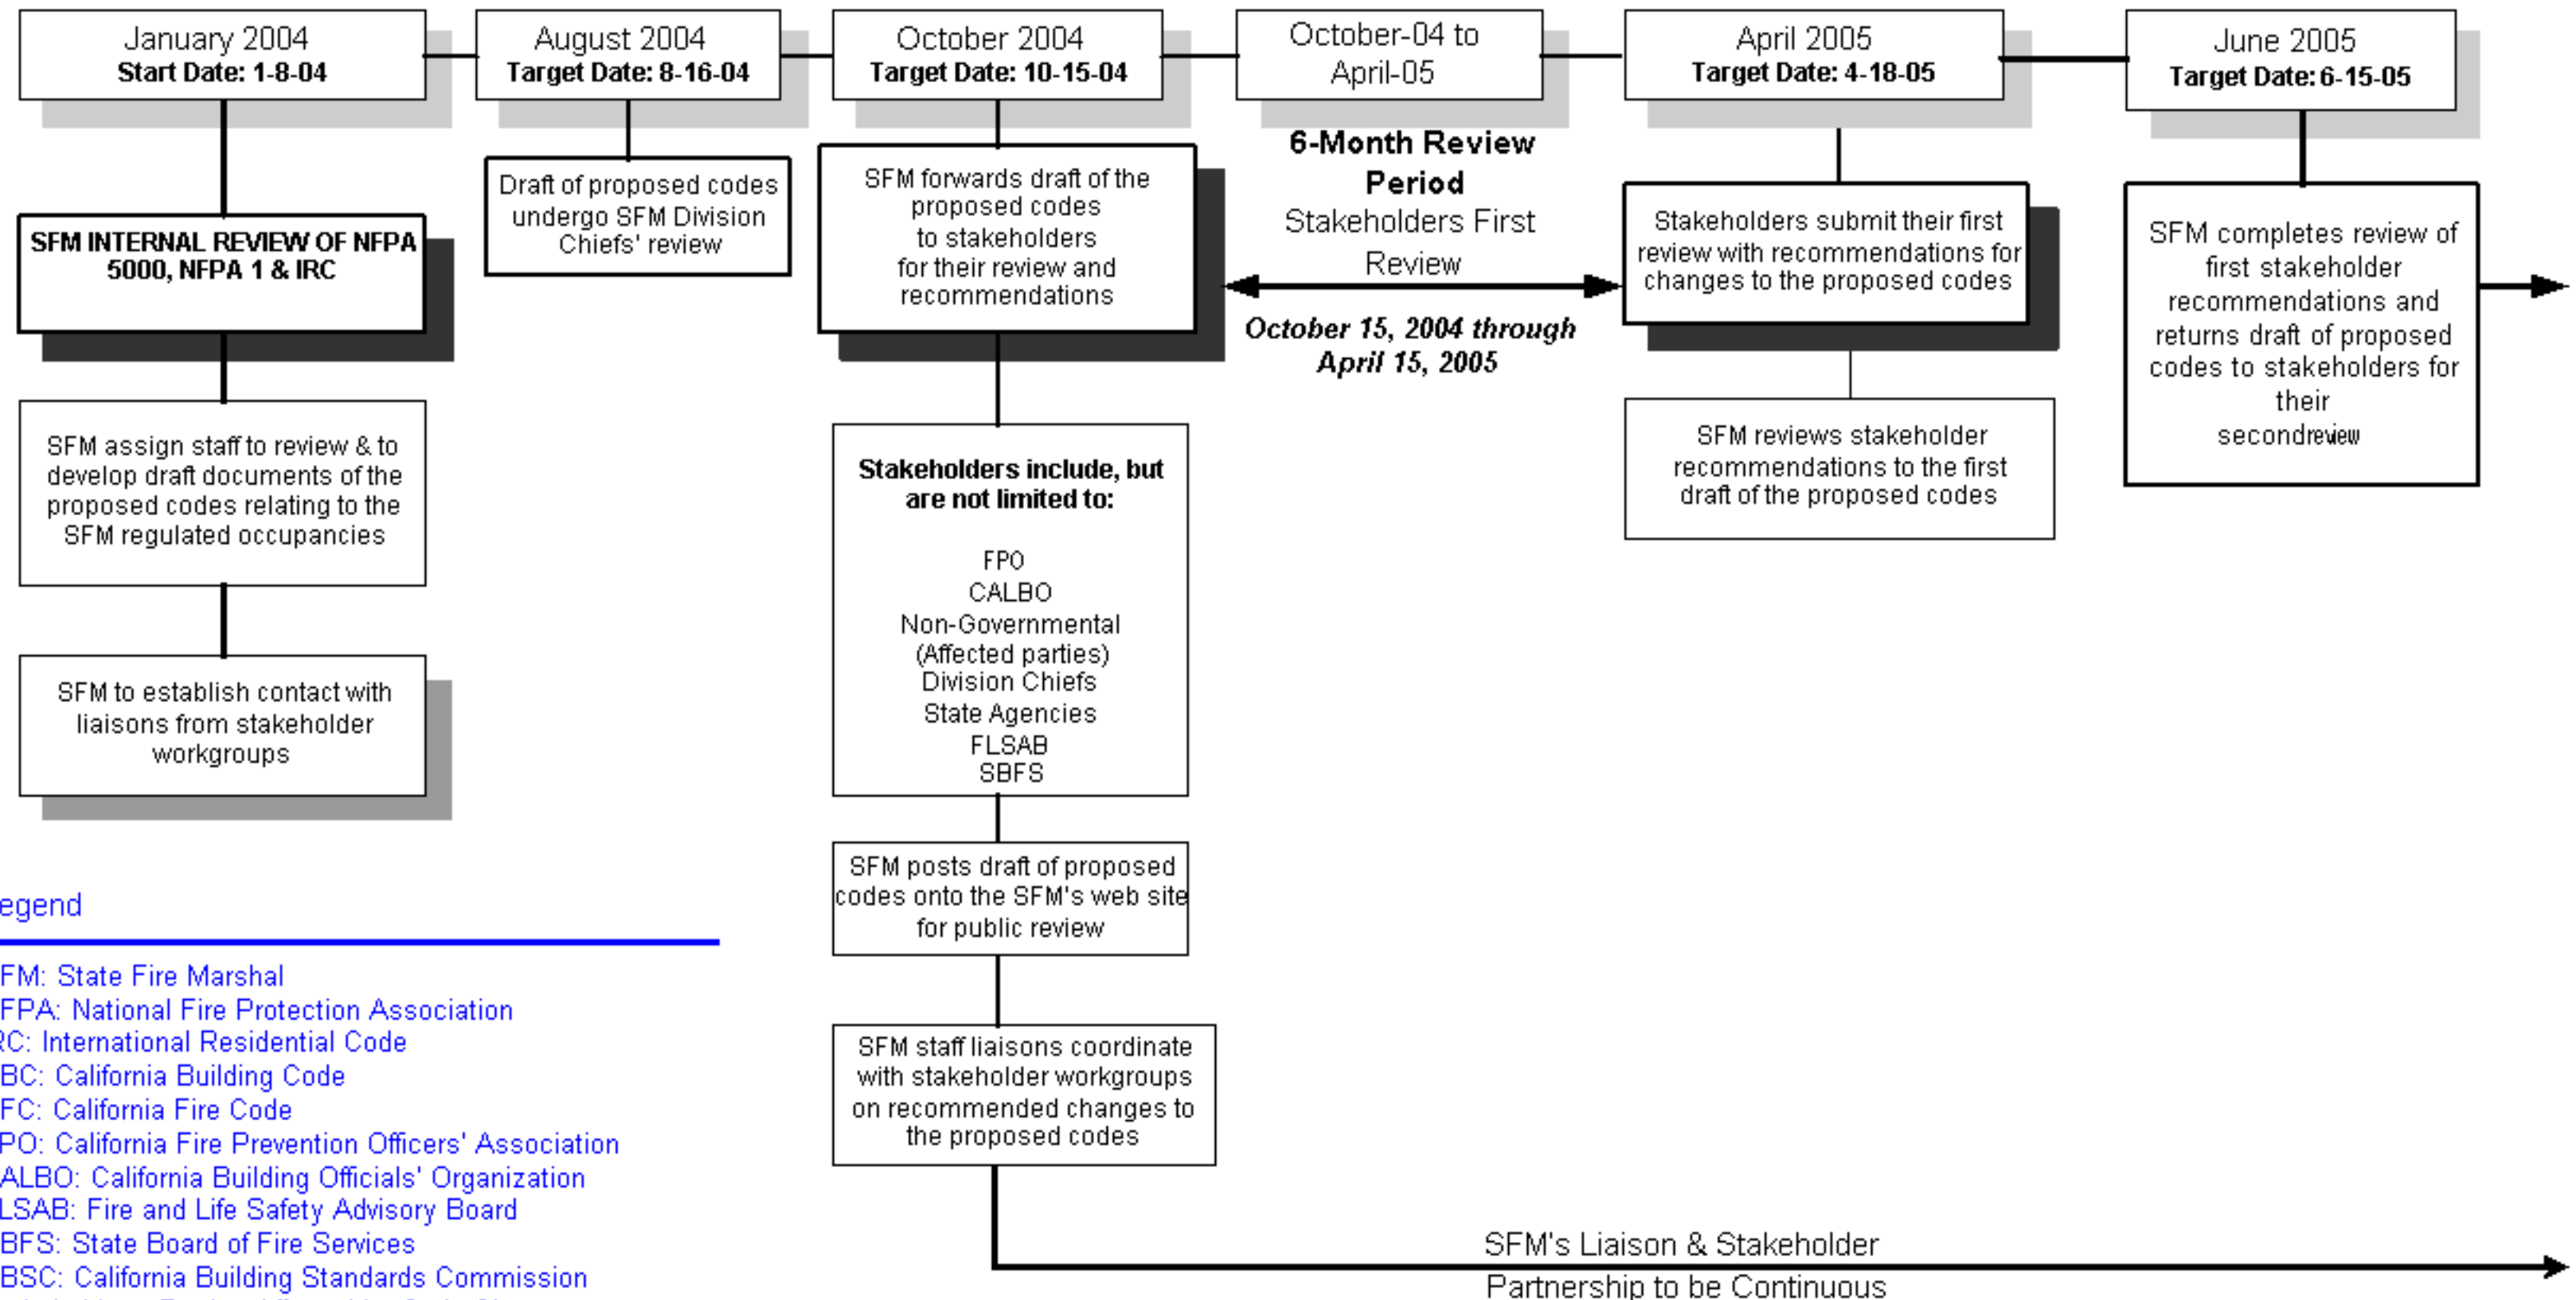 January 2004
Start Date: 1-8-04
August 2004
Target Date: 8-16-04
October 2004
Target Date: 10-15-04
October-04 to
April-05
April 2005
Target Date: 4-18-05
June 2005
Target Date: 6-15-05
SFM INTERNAL REVIEW OF NFPA
5000, NFPA 1 & IRC
SFM assign staff to review & to
develop draft documents of the
proposed codes relating to the
SFM regulated occupancies
SFM to establish contact with
liaisons from stakeholder
workgroups
Draft of proposed codes
undergo SFM Division
Chiefs' review
SFM forwards draft of the
proposed codes
to stakeholders
for their review and
recommendations
Stakeholders include, but
are not limited to:
FPO
CALBO
Non-Governmental
(Affected parties)
Division Chiefs
State Agencies
FLSAB
SBFS
SFM posts draft of proposed
codes onto the SFM's web site
for public review
SFM staff liaisons coordinate
with stakeholder workgroups
on recommended changes to
the proposed codes
6-Month Review
Period
Stakeholders First
Review
October 15, 2004 through
April 15, 2005
Stakeholders submit their first
review with recommendations for
changes to the proposed codes
SFM reviews stakeholder
recommendations to the first
draft of the proposed codes
SFM completes review of
first stakeholder
recommendations and
returns draft of proposed
codes to stakeholders for
their
secondreview
SFM's Liaison & Stakeholder
Partnership to be Continuous
egend
FM: State Fire Marshal
FPA: National Fire Protection Association
RC: International Residential Code
BC: California Building Code
FC: California Fire Code
PO: California Fire Prevention Officers' Association
ALBO: California Building Officials' Organization
LSAB: Fire and Life Safety Advisory Board
BFS: State Board of Fire Services
BSC: California Building Standards Commission